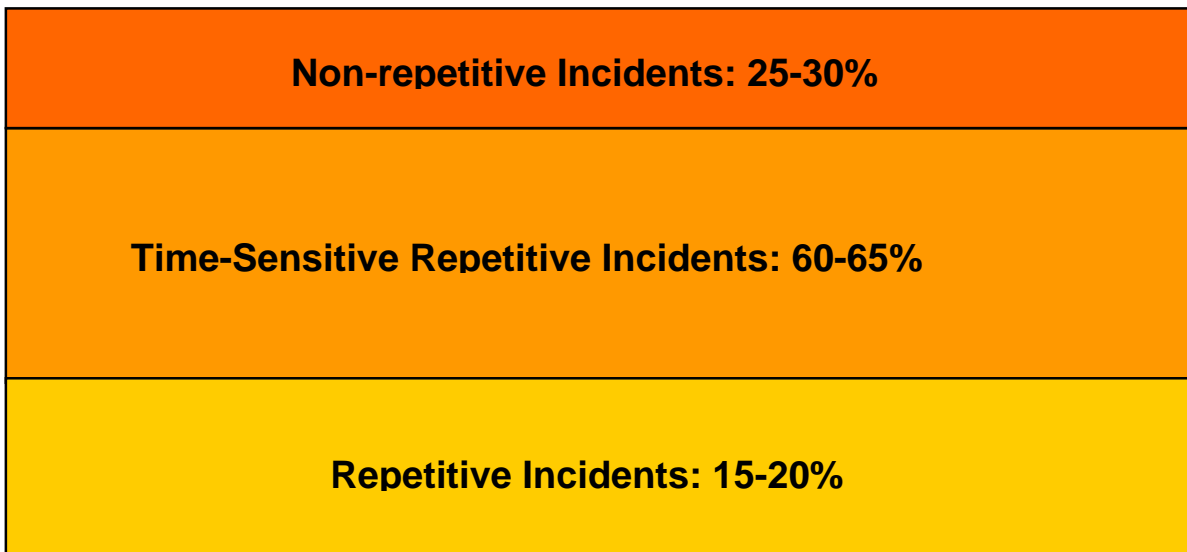 Non-repetitive Incidents: 25-30%
Time-Sensitive Repetitive Incidents: 60-65%
Repetitive Incidents: 15-20%